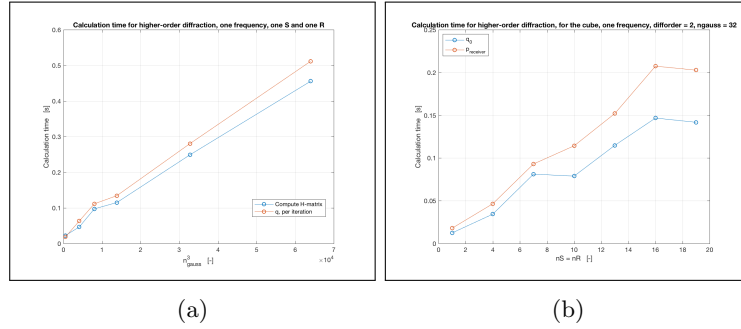 Calculation time for higher-order diffraction, one frequency, one S and one R
0.6
0.5
0.4
0.3
0.2
0.1
0
Calculation time [s]
Compute H-matrix
q, per iteration
0 1 2 3 4 5 6 7
×10⁴
n³gauss [-]
(a)
Calculation time for higher-order diffraction, for the cube, one frequency, difforder = 2, ngauss = 32
0.25
0.2
0.15
0.1
0.05
0
Calculation time [s]
q₀
p receiver
0 2 4 6 8 10 12 14 16 18 20
nS = nR [-]
(b)